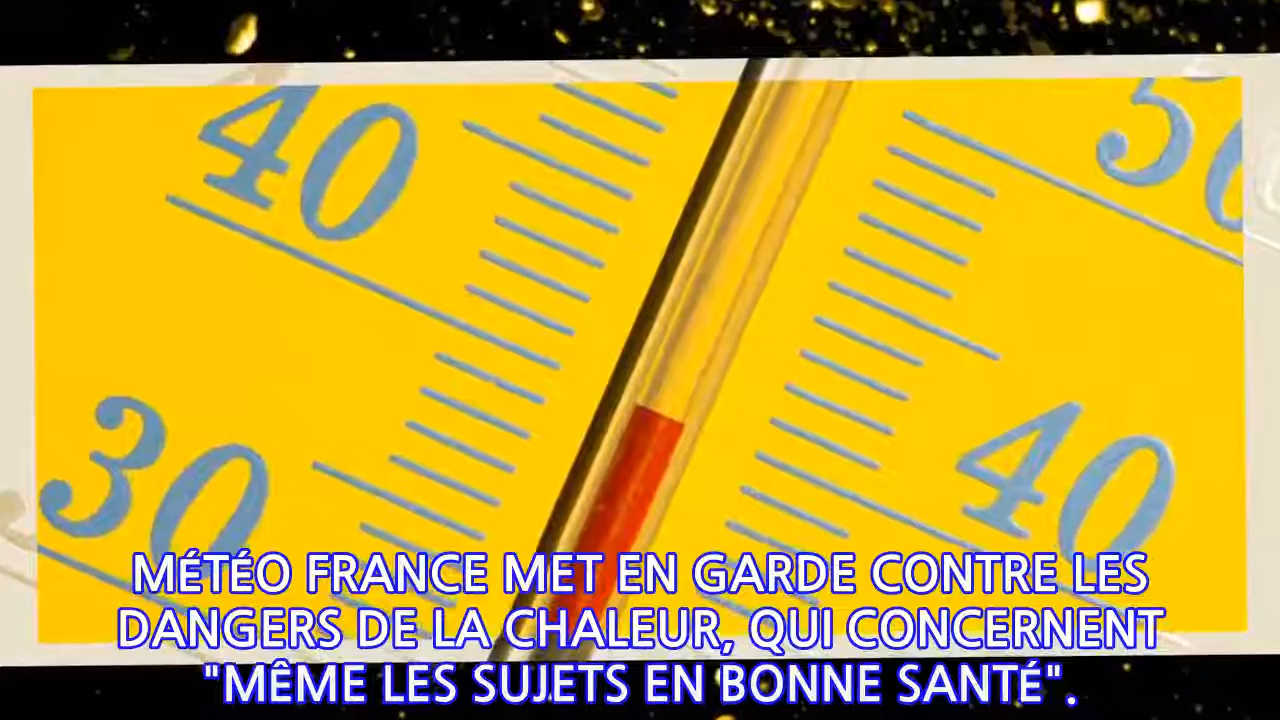 40
50
30
40
MÉTÉO FRANCE MET EN GARDE CONTRE LES
DANGERS DE LA CHALEUR, QUI CONCERNENT
"MÊME LES SUJETS EN BONNE SANTÉ".